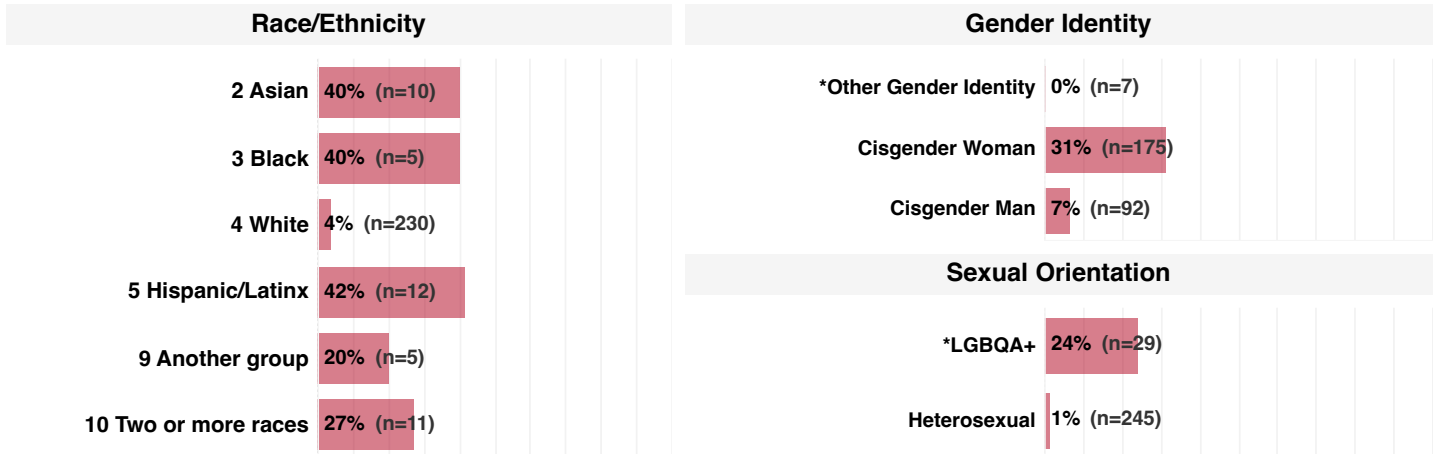 Race/Ethnicity
2 Asian 40% (n=10)
3 Black 40% (n=5)
4 White 4% (n=230)
5 Hispanic/Latinx 42% (n=12)
9 Another group 20% (n=5)
10 Two or more races 27% (n=11)
Gender Identity
*Other Gender Identity 0% (n=7)
Cisgender Woman 31% (n=175)
Cisgender Man 7% (n=92)
Sexual Orientation
*LGBQA+ 24% (n=29)
Heterosexual 1% (n=245)